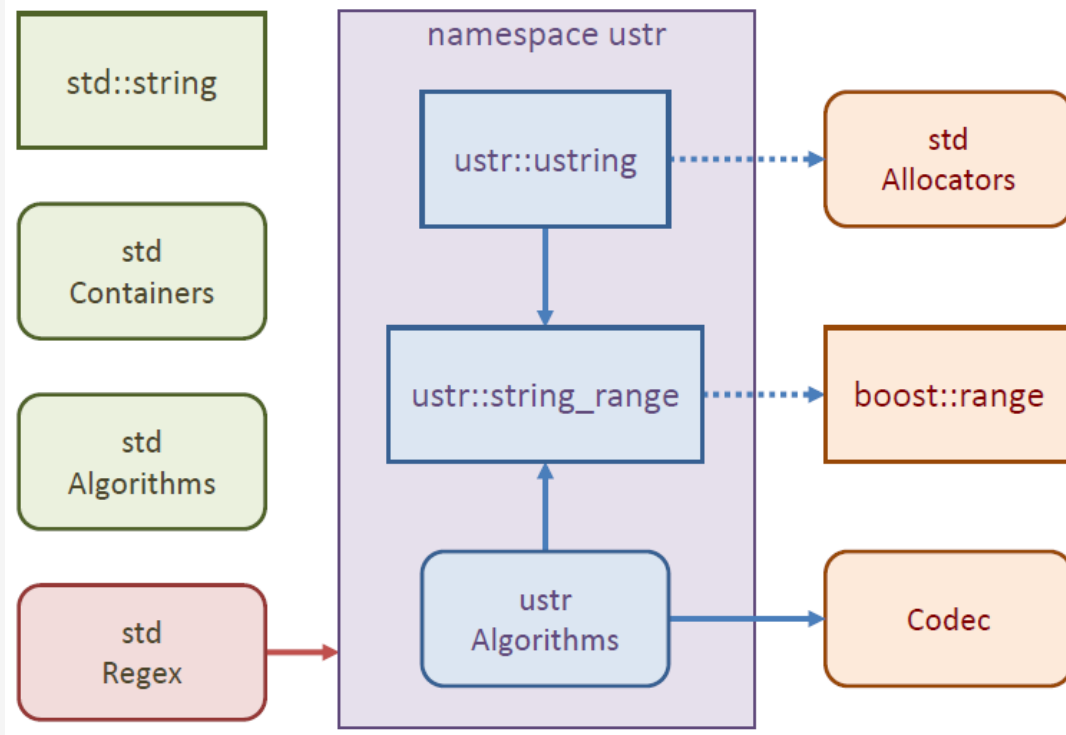 std::string
std
Containers
std
Algorithms
std
Regex
namespace ustr
ustr::ustring
ustr::string_range
ustr
Algorithms
std
Allocators
boost::range
Codec